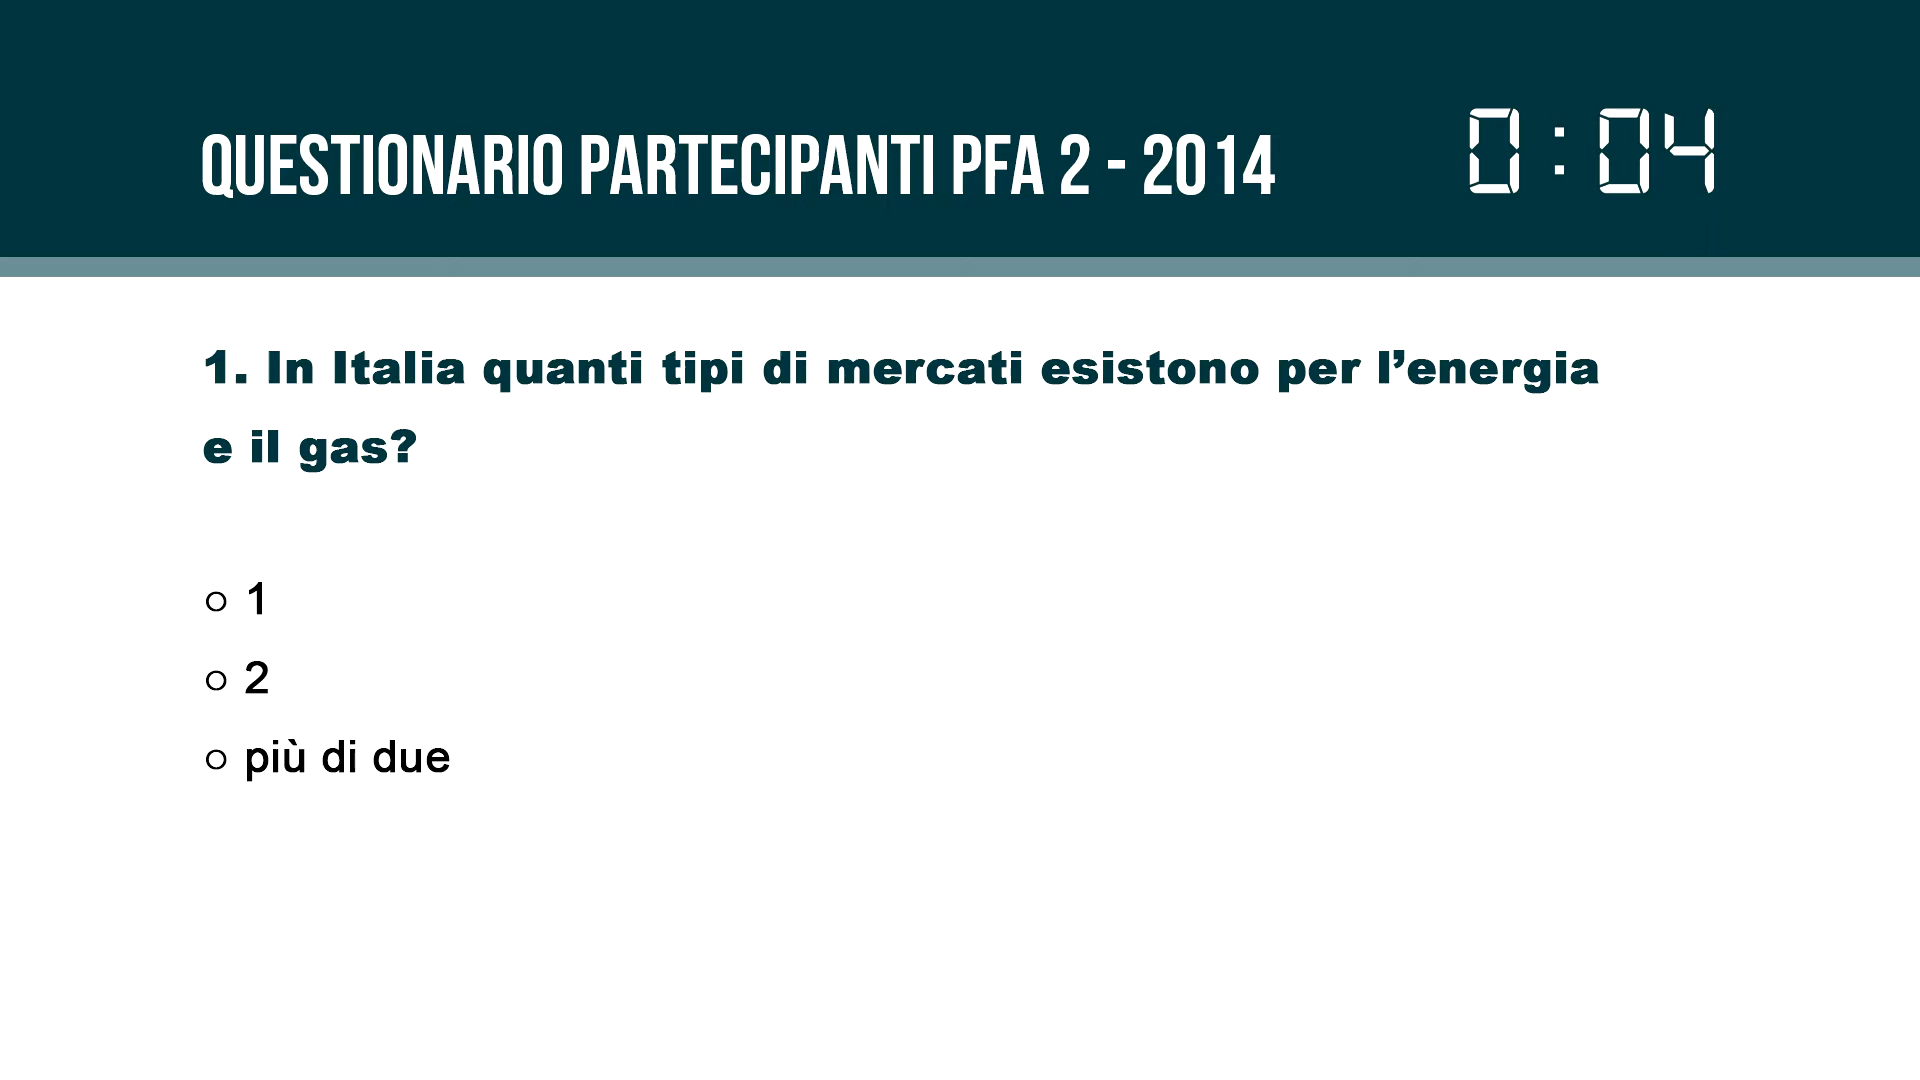 QUESTIONARIO PARTECIPANTI PFA 2 - 2014
0:04
1. In Italia quanti tipi di mercati esistono per l’energia
e il gas?
○ 1
○ 2
○ più di due